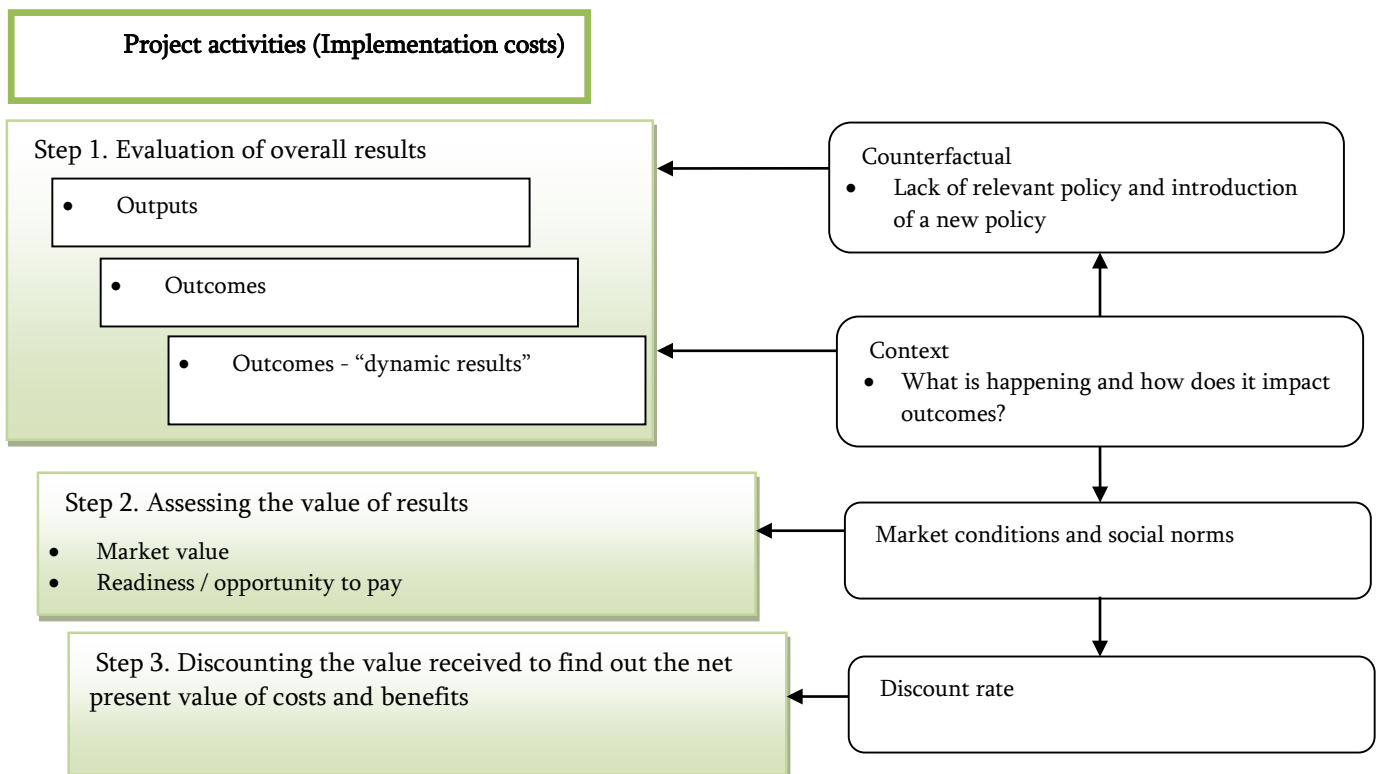 Project activities (Implementation costs)
Step 1. Evaluation of overall results
• Outputs
• Outcomes
• Outcomes - “dynamic results”
Counterfactual
• Lack of relevant policy and introduction
of a new policy
Context
• What is happening and how does it impact
outcomes?
Step 2. Assessing the value of results
• Market value
• Readiness / opportunity to pay
Market conditions and social norms
Step 3. Discounting the value received to find out the net
present value of costs and benefits
Discount rate